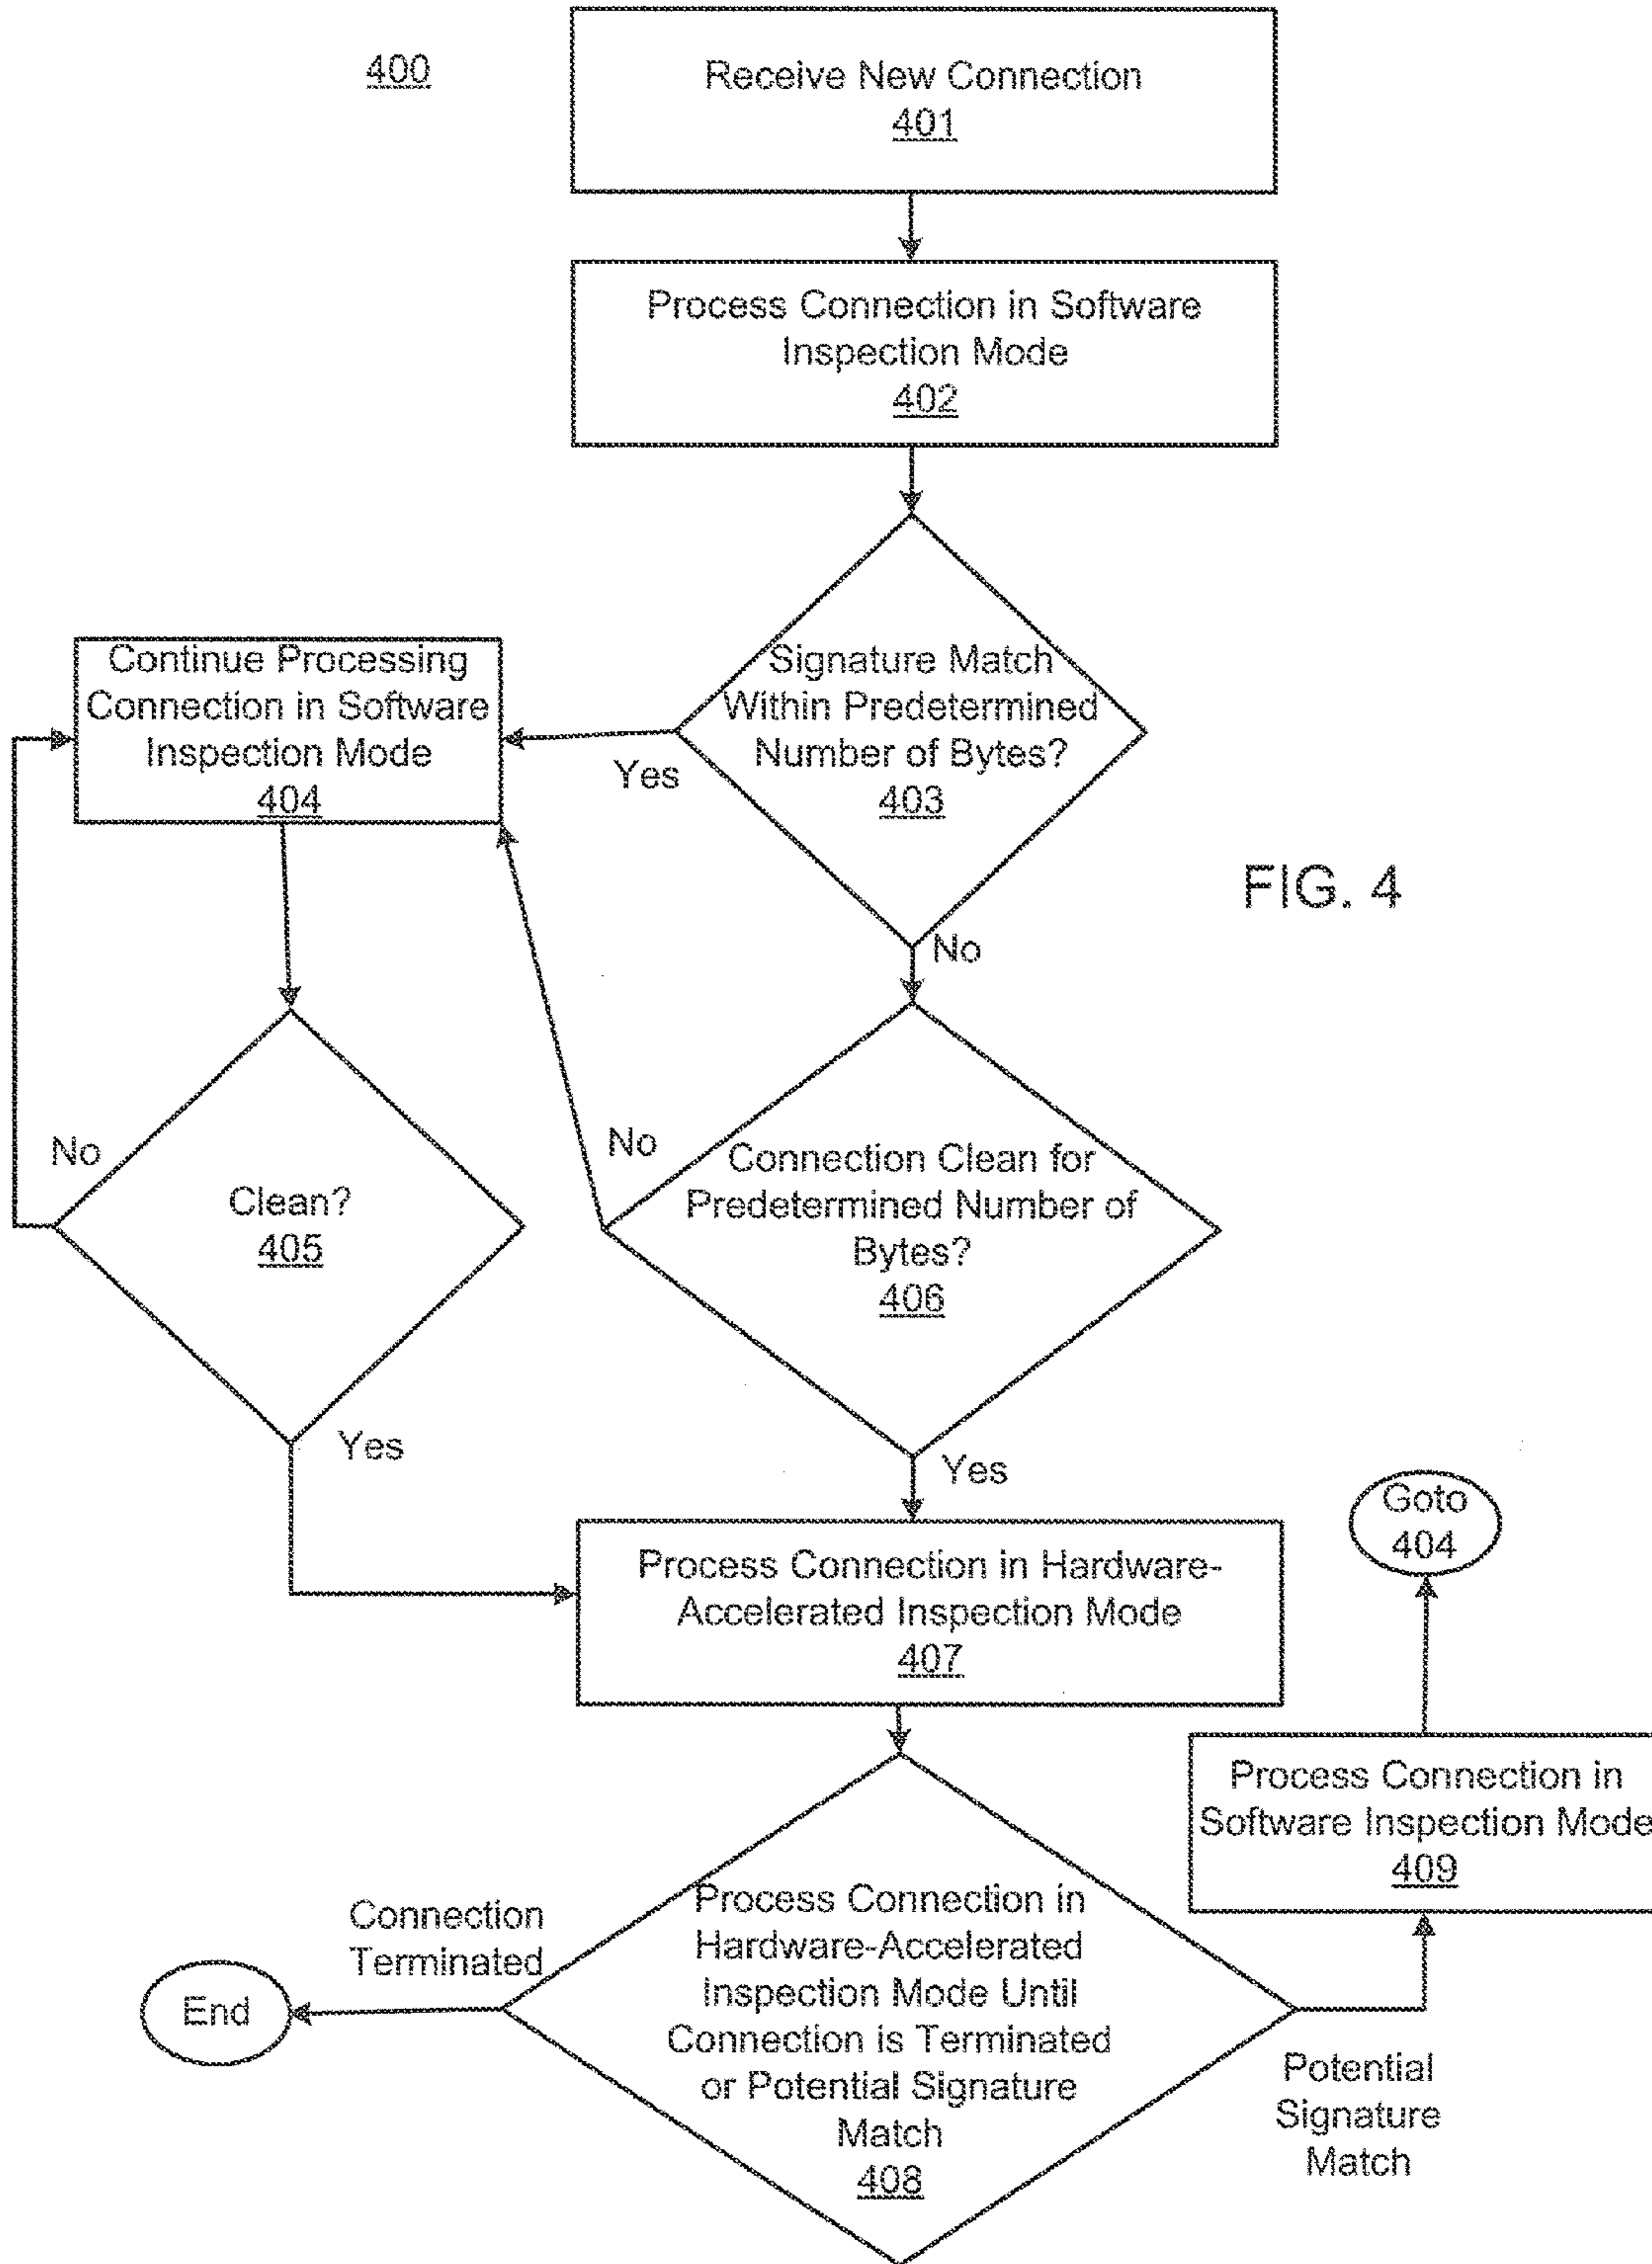 400
Receive New Connection
401
Process Connection in Software
Inspection Mode
402
Signature Match
Within Predetermined
Number of Bytes?
403
Yes
No
Continue Processing
Connection in Software
Inspection Mode
404
FIG. 4
Clean?
405
No
Yes
Connection Clean for
Predetermined Number of
Bytes?
406
No
Yes
Process Connection in Hardware-
Accelerated Inspection Mode
407
Goto
404
Process Connection in
Software Inspection Mode
409
Process Connection in
Hardware-Accelerated
Inspection Mode Until
Connection is Terminated
or Potential Signature
Match
408
Connection
Terminated
End
Potential
Signature
Match